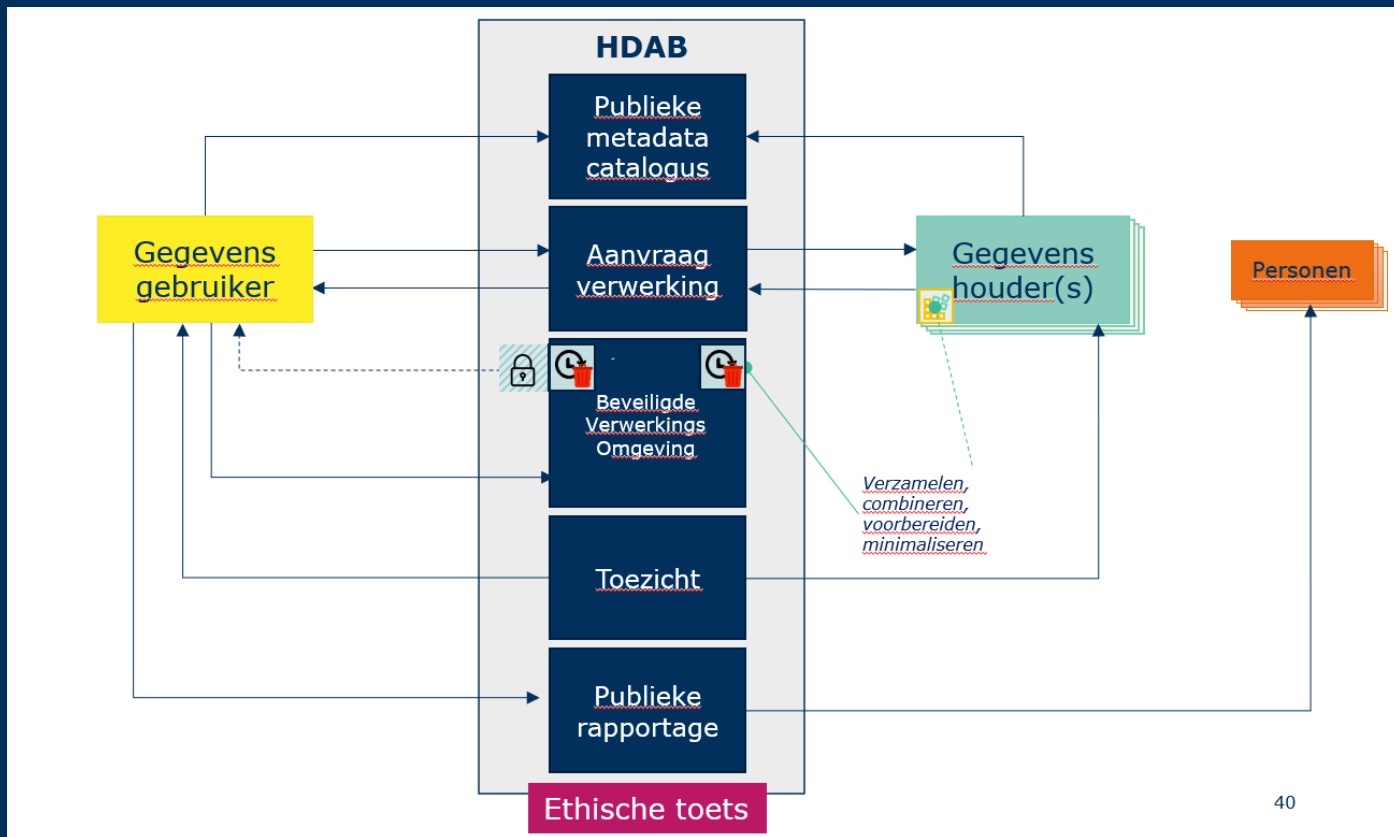 HDAB
Publieke
metadata
catalogus
Gegevens
gebruiker
Aanvraag
verwerking
Gegevens
houder(s)
Personen
Beveiligde
Verwerkings
Omgeving
Verzamelen,
combineren,
voorbereiden,
minimaliseren
Toezicht
Publieke
rapportage
Ethische toets
40